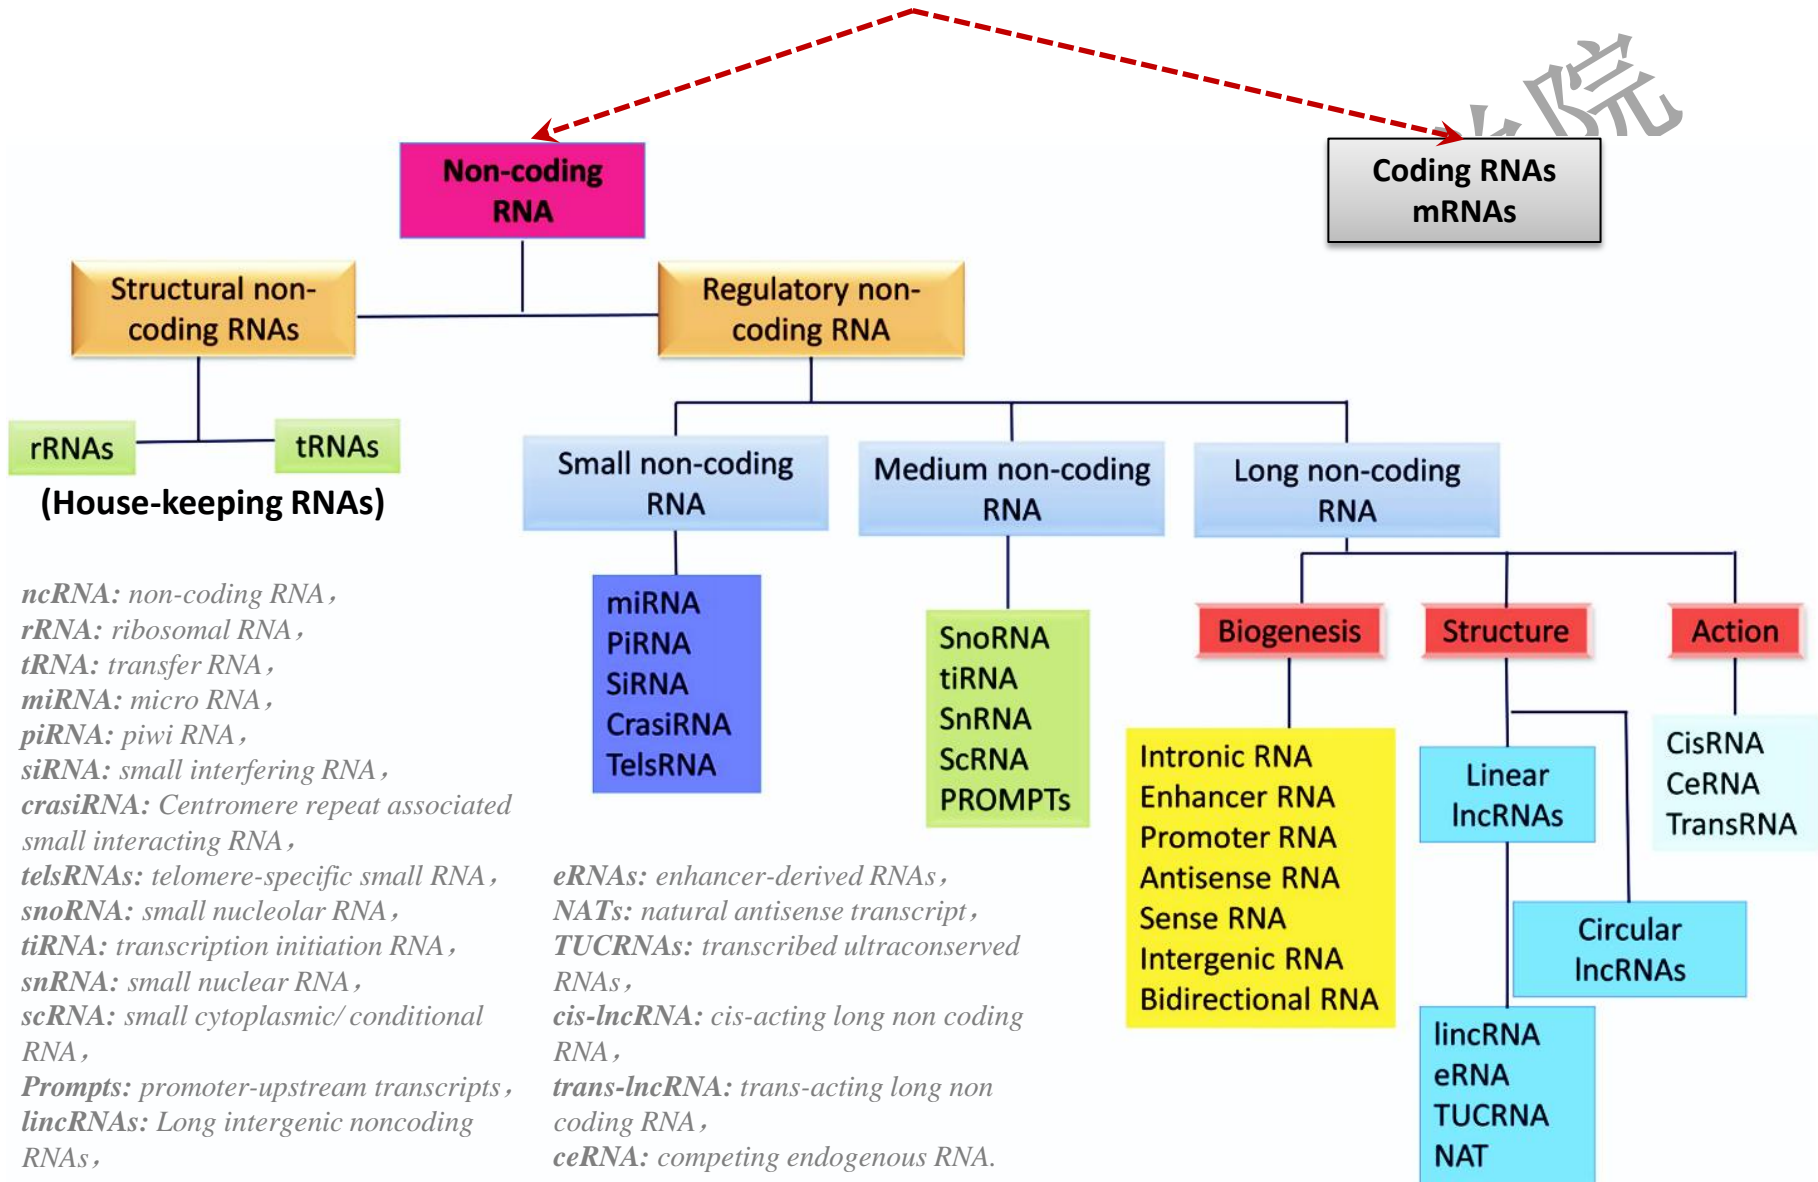 院
Non-coding
RNA
Coding RNAs
mRNAs
Structural non-
coding RNAs
Regulatory non-
coding RNA
rRNAs
tRNAs
(House-keeping RNAs)
Small non-coding
RNA
Medium non-coding
RNA
Long non-coding
RNA
miRNA
PiRNA
SiRNA
CrasiRNA
TelsRNA
SnoRNA
tiRNA
SnRNA
ScRNA
PROMPTs
Biogenesis
Structure
Action
Intronic RNA
Enhancer RNA
Promoter RNA
Antisense RNA
Sense RNA
Intergenic RNA
Bidirectional RNA
Linear
lncRNAs
Circular
lncRNAs
lincRNA
eRNA
TUCRNA
NAT
CisRNA
CeRNA
TransRNA
ncRNA: non-coding RNA，
rRNA: ribosomal RNA，
tRNA: transfer RNA，
miRNA: micro RNA，
piRNA: piwi RNA，
siRNA: small interfering RNA，
crasiRNA: Centromere repeat associated
small interacting RNA，
telsRNAs: telomere-specific small RNA，
snoRNA: small nucleolar RNA，
tiRNA: transcription initiation RNA，
snRNA: small nuclear RNA，
scRNA: small cytoplasmic/ conditional
RNA，
Prompts: promoter-upstream transcripts，
lincRNAs: Long intergenic noncoding
RNAs，
eRNAs: enhancer-derived RNAs，
NATs: natural antisense transcript，
TUCRNAs: transcribed ultraconserved
RNAs，
cis-lncRNA: cis-acting long non coding
RNA，
trans-lncRNA: trans-acting long non
coding RNA，
ceRNA: competing endogenous RNA.